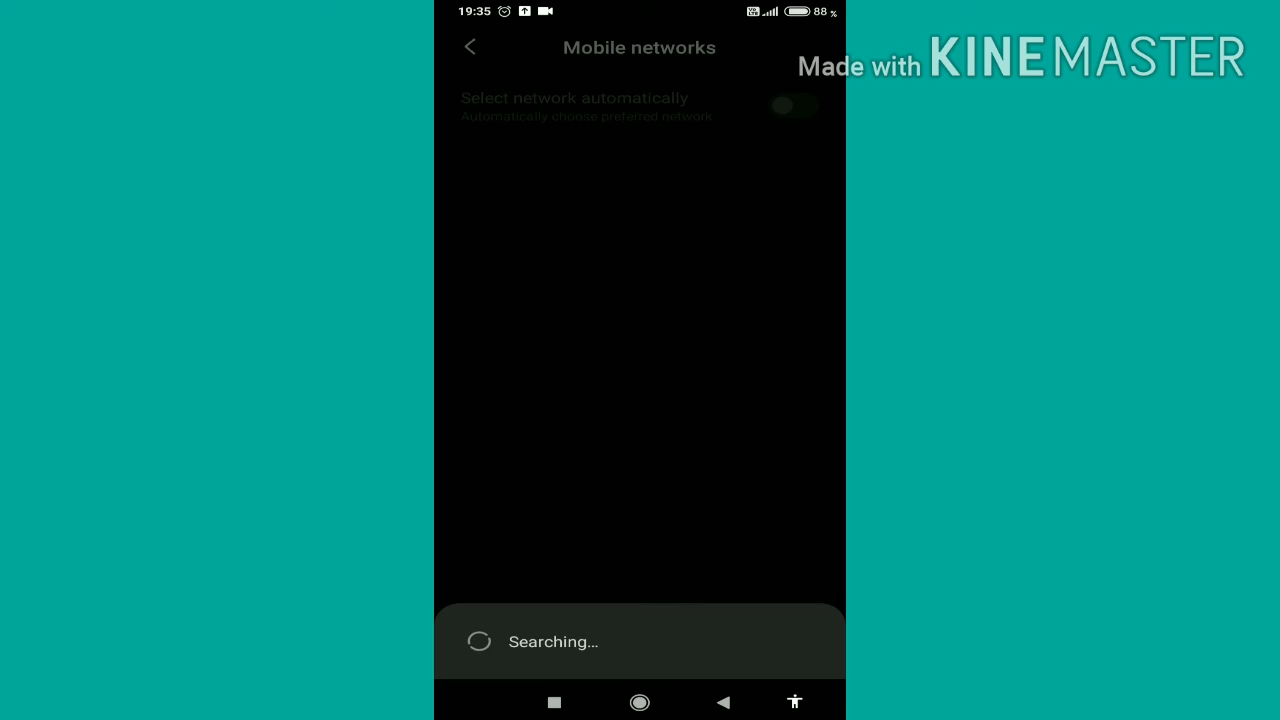 19:35
88 %
Mobile networks
Made with KINEMASTER
Select network automatically
Automatically choose preferred network
Searching...